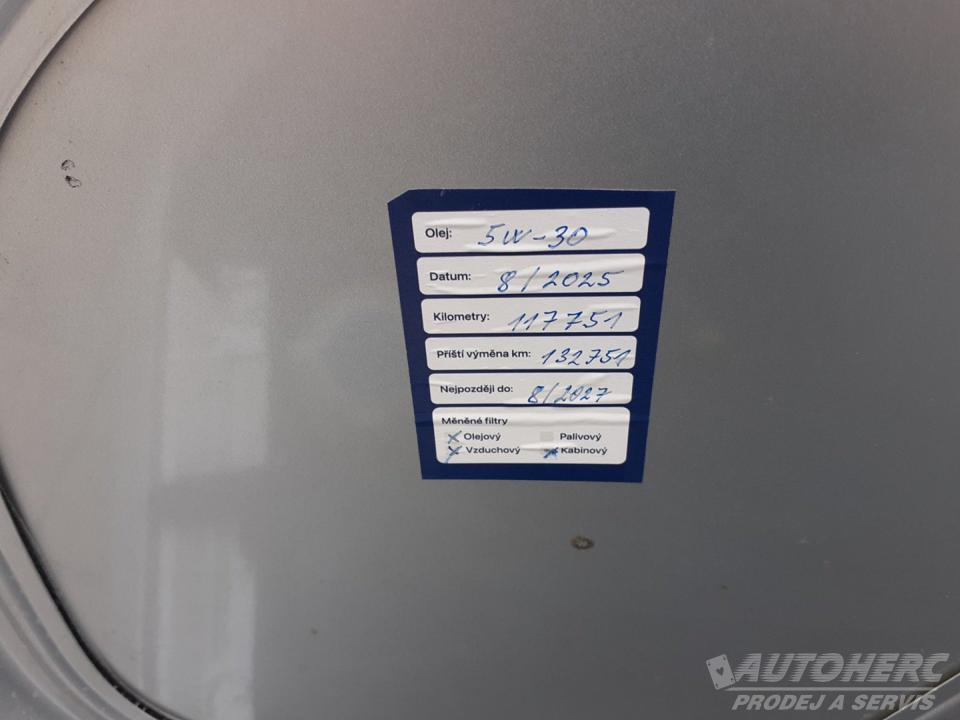 Olej: 5W-30
Datum: 8/2025
Kilometry: 117751
Příští výměna km: 132751
Nejpozději do: 8/2027
Měněné filtry
Olejový Palivový
Vzduchový Kabinový
AUTOHERC
PRODEJ A SERVIS